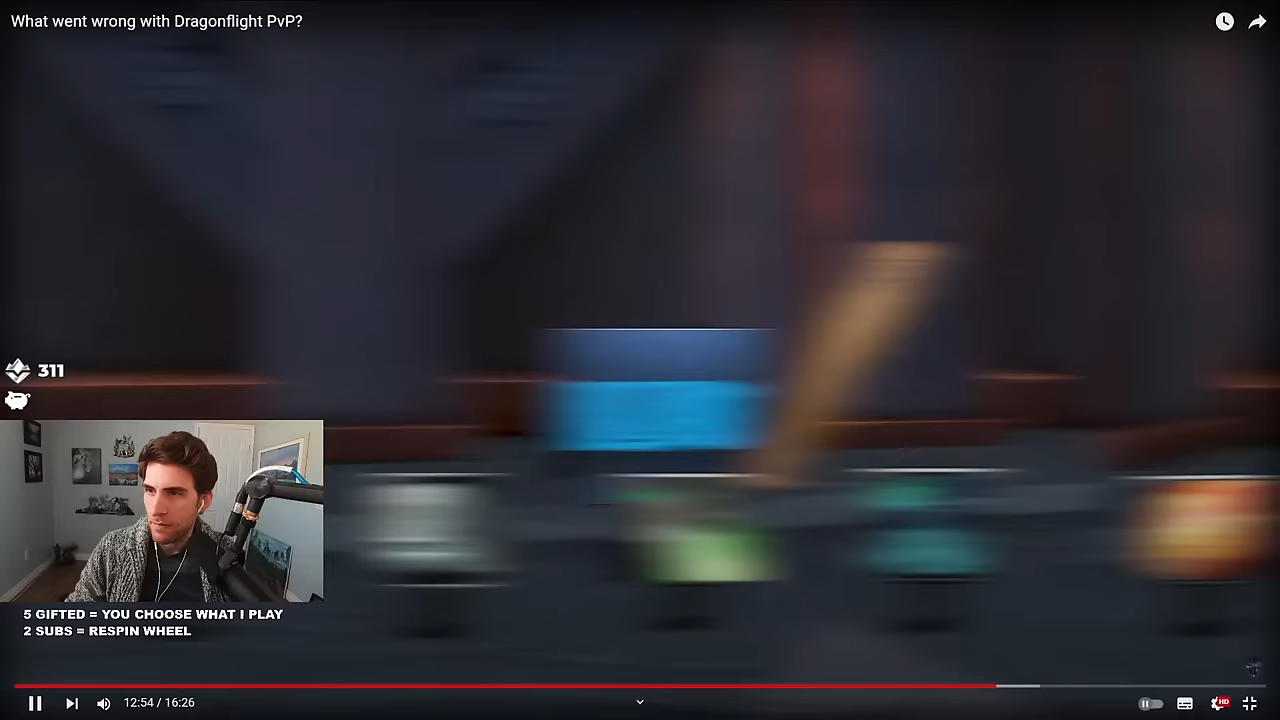 What went wrong with Dragonflight PvP?
311
5 GIFTED = YOU CHOOSE WHAT I PLAY
2 SUBS = RESPIN WHEEL
12:54 / 16:26
HD